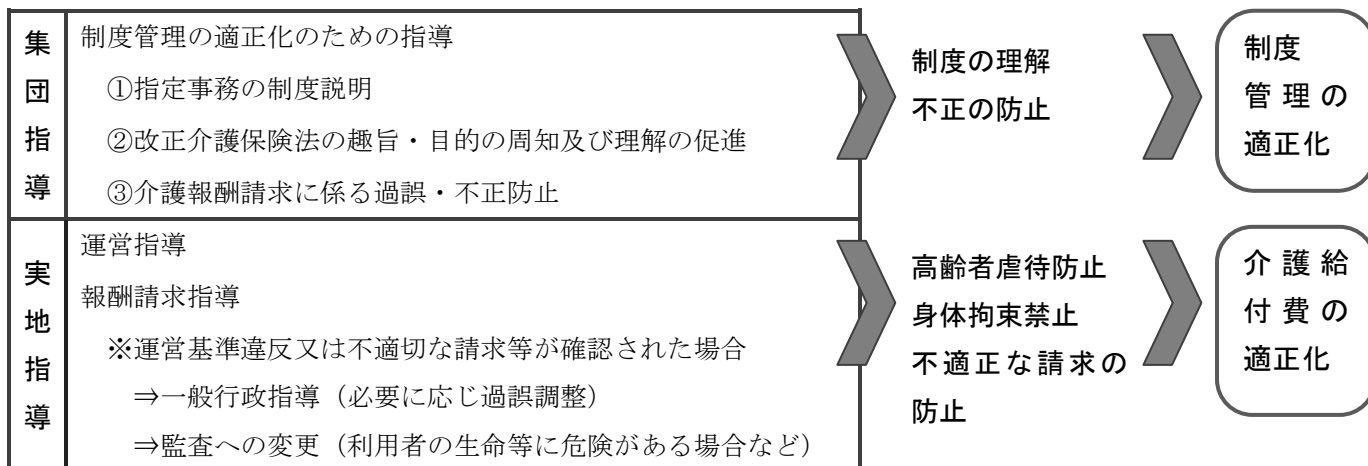 集団指導
制度管理の適正化のための指導
①指定事務の制度説明
②改正介護保険法の趣旨・目的の周知及び理解の促進
③介護報酬請求に係る過誤・不正防止
制度の理解
不正の防止
制度
管理の
適正化
実地指導
運営指導
報酬請求指導
※運営基準違反又は不適切な請求等が確認された場合
⇒一般行政指導（必要に応じ過誤調整）
⇒監査への変更（利用者の生命等に危険がある場合など）
高齢者虐待防止
身体拘束禁止
不適正な請求の
防止
介護給
付費の
適正化